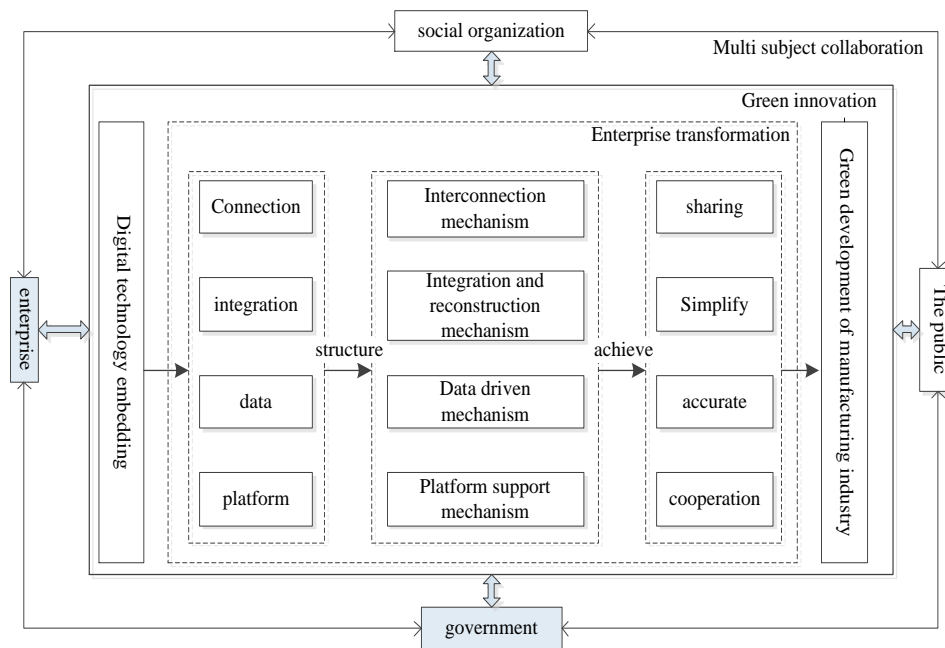 social organization
Multi subject collaboration
Green innovation
Enterprise transformation
enterprise
Digital technology embedding
Connection
integration
data
platform
structure
Interconnection
mechanism
Integration and
reconstruction
mechanism
Data driven
mechanism
Platform support
mechanism
achieve
sharing
Simplify
accurate
cooperation
Green development of manufacturing industry
The public
government